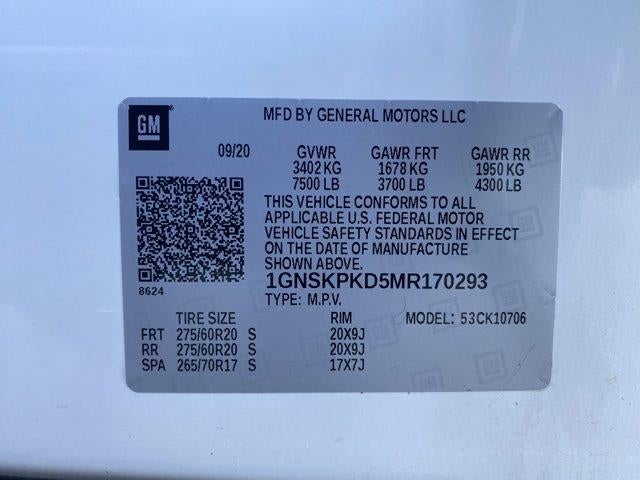 GM
MFD BY GENERAL MOTORS LLC
09/20 GVWR GAWR FRT GAWR RR
3402 KG 1678 KG 1950 KG
7500 LB 3700 LB 4300 LB
THIS VEHICLE CONFORMS TO ALL
APPLICABLE U.S. FEDERAL MOTOR
VEHICLE SAFETY STANDARDS IN EFFECT
ON THE DATE OF MANUFACTURE
SHOWN ABOVE.
8624
1GNSKPKD5MR170293
TYPE: M.P.V.
TIRE SIZE RIM MODEL: 53CK10706
FRT 275/60R20 S 20X9J
RR 275/60R20 S 20X9J
SPA 265/70R17 S 17X7J